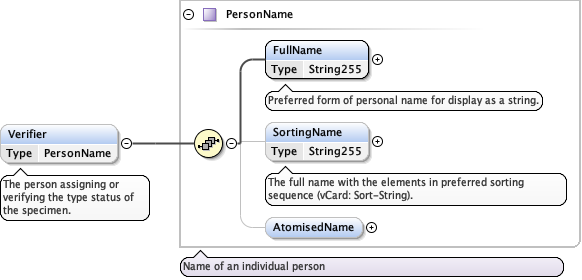 PersonName
FullName
Type String255
Preferred form of personal name for display as a string.
Verifier
Type PersonName
The person assigning or
verifying the type status of
the specimen.
SortingName
Type String255
The full name with the elements in preferred sorting
sequence (vCard: Sort-String).
AtomisedName
Name of an individual person